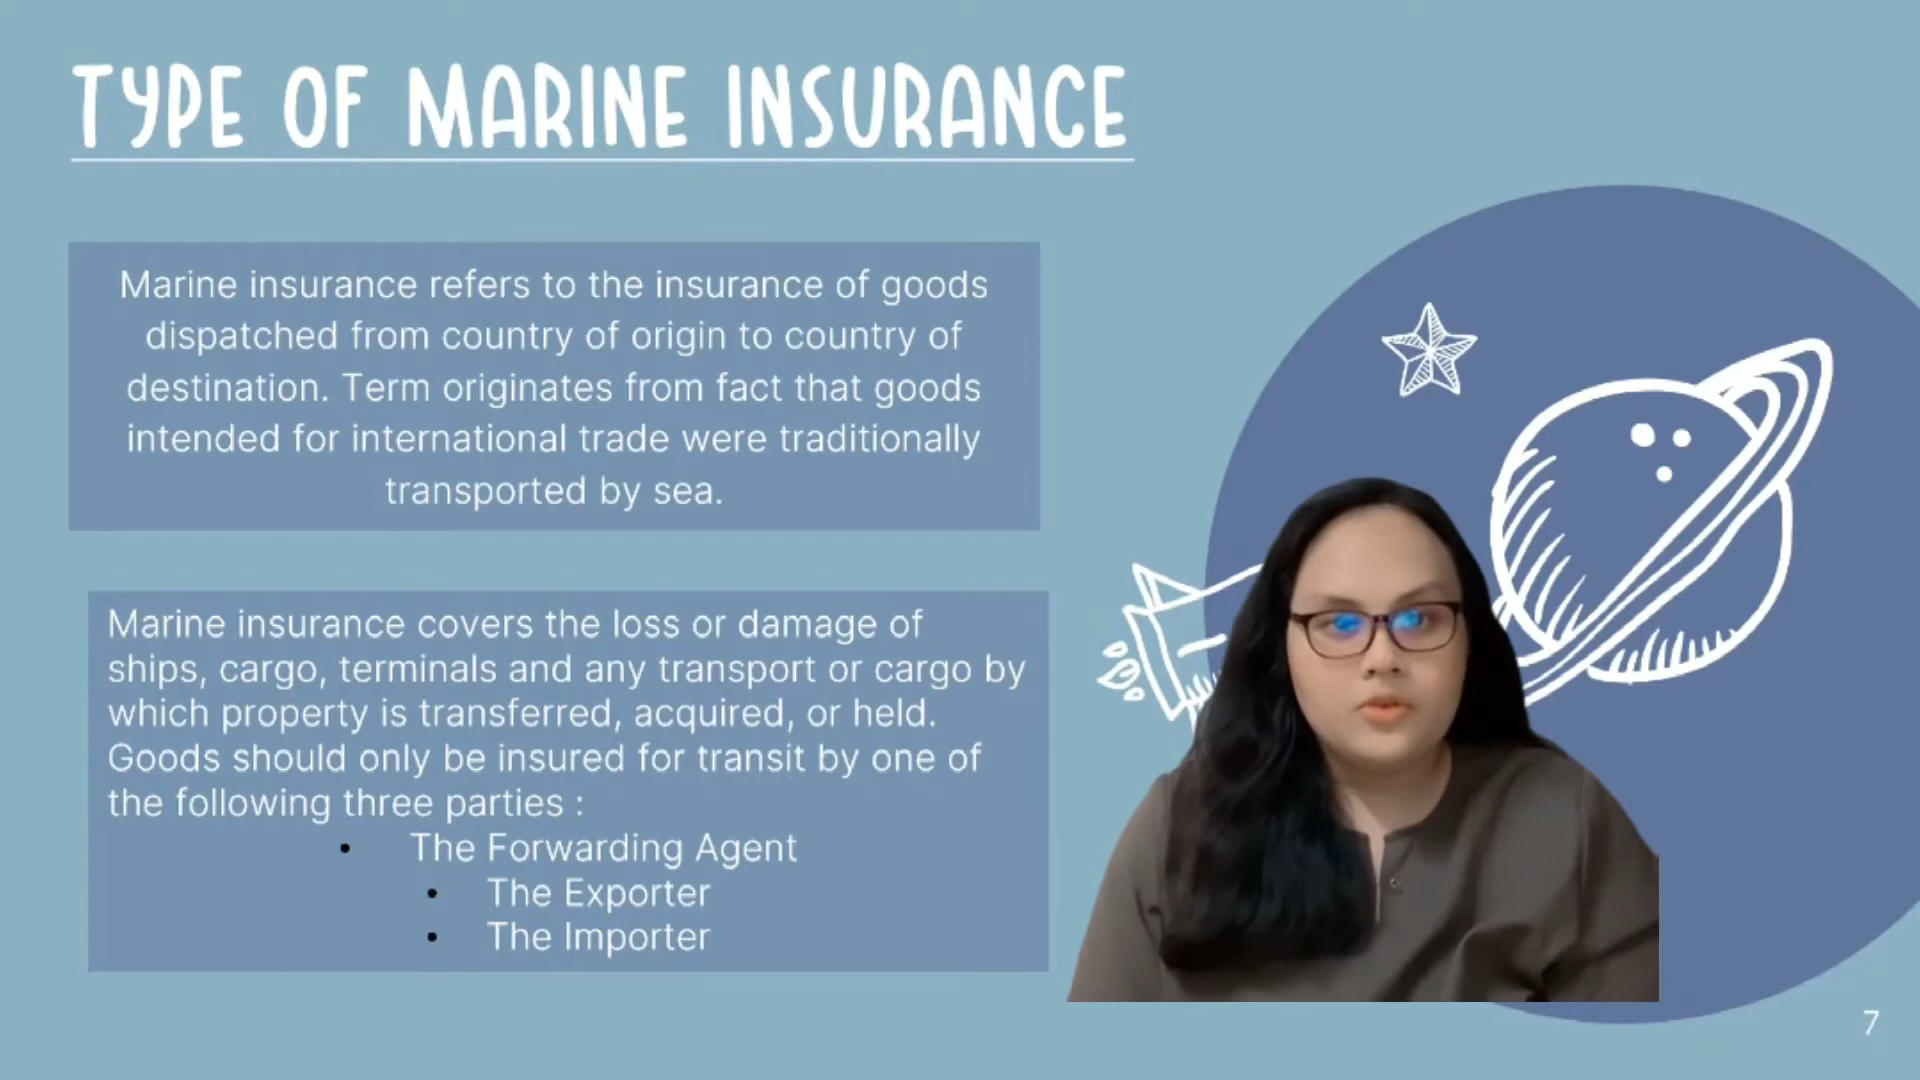 TYPE OF MARINE INSURANCE
Marine insurance refers to the insurance of goods
dispatched from country of origin to country of
destination. Term originates from fact that goods
intended for international trade were traditionally
transported by sea.
Marine insurance covers the loss or damage of
ships, cargo, terminals and any transport or cargo by
which property is transferred, acquired, or held.
Goods should only be insured for transit by one of
the following three parties :
• The Forwarding Agent
• The Exporter
• The Importer
7